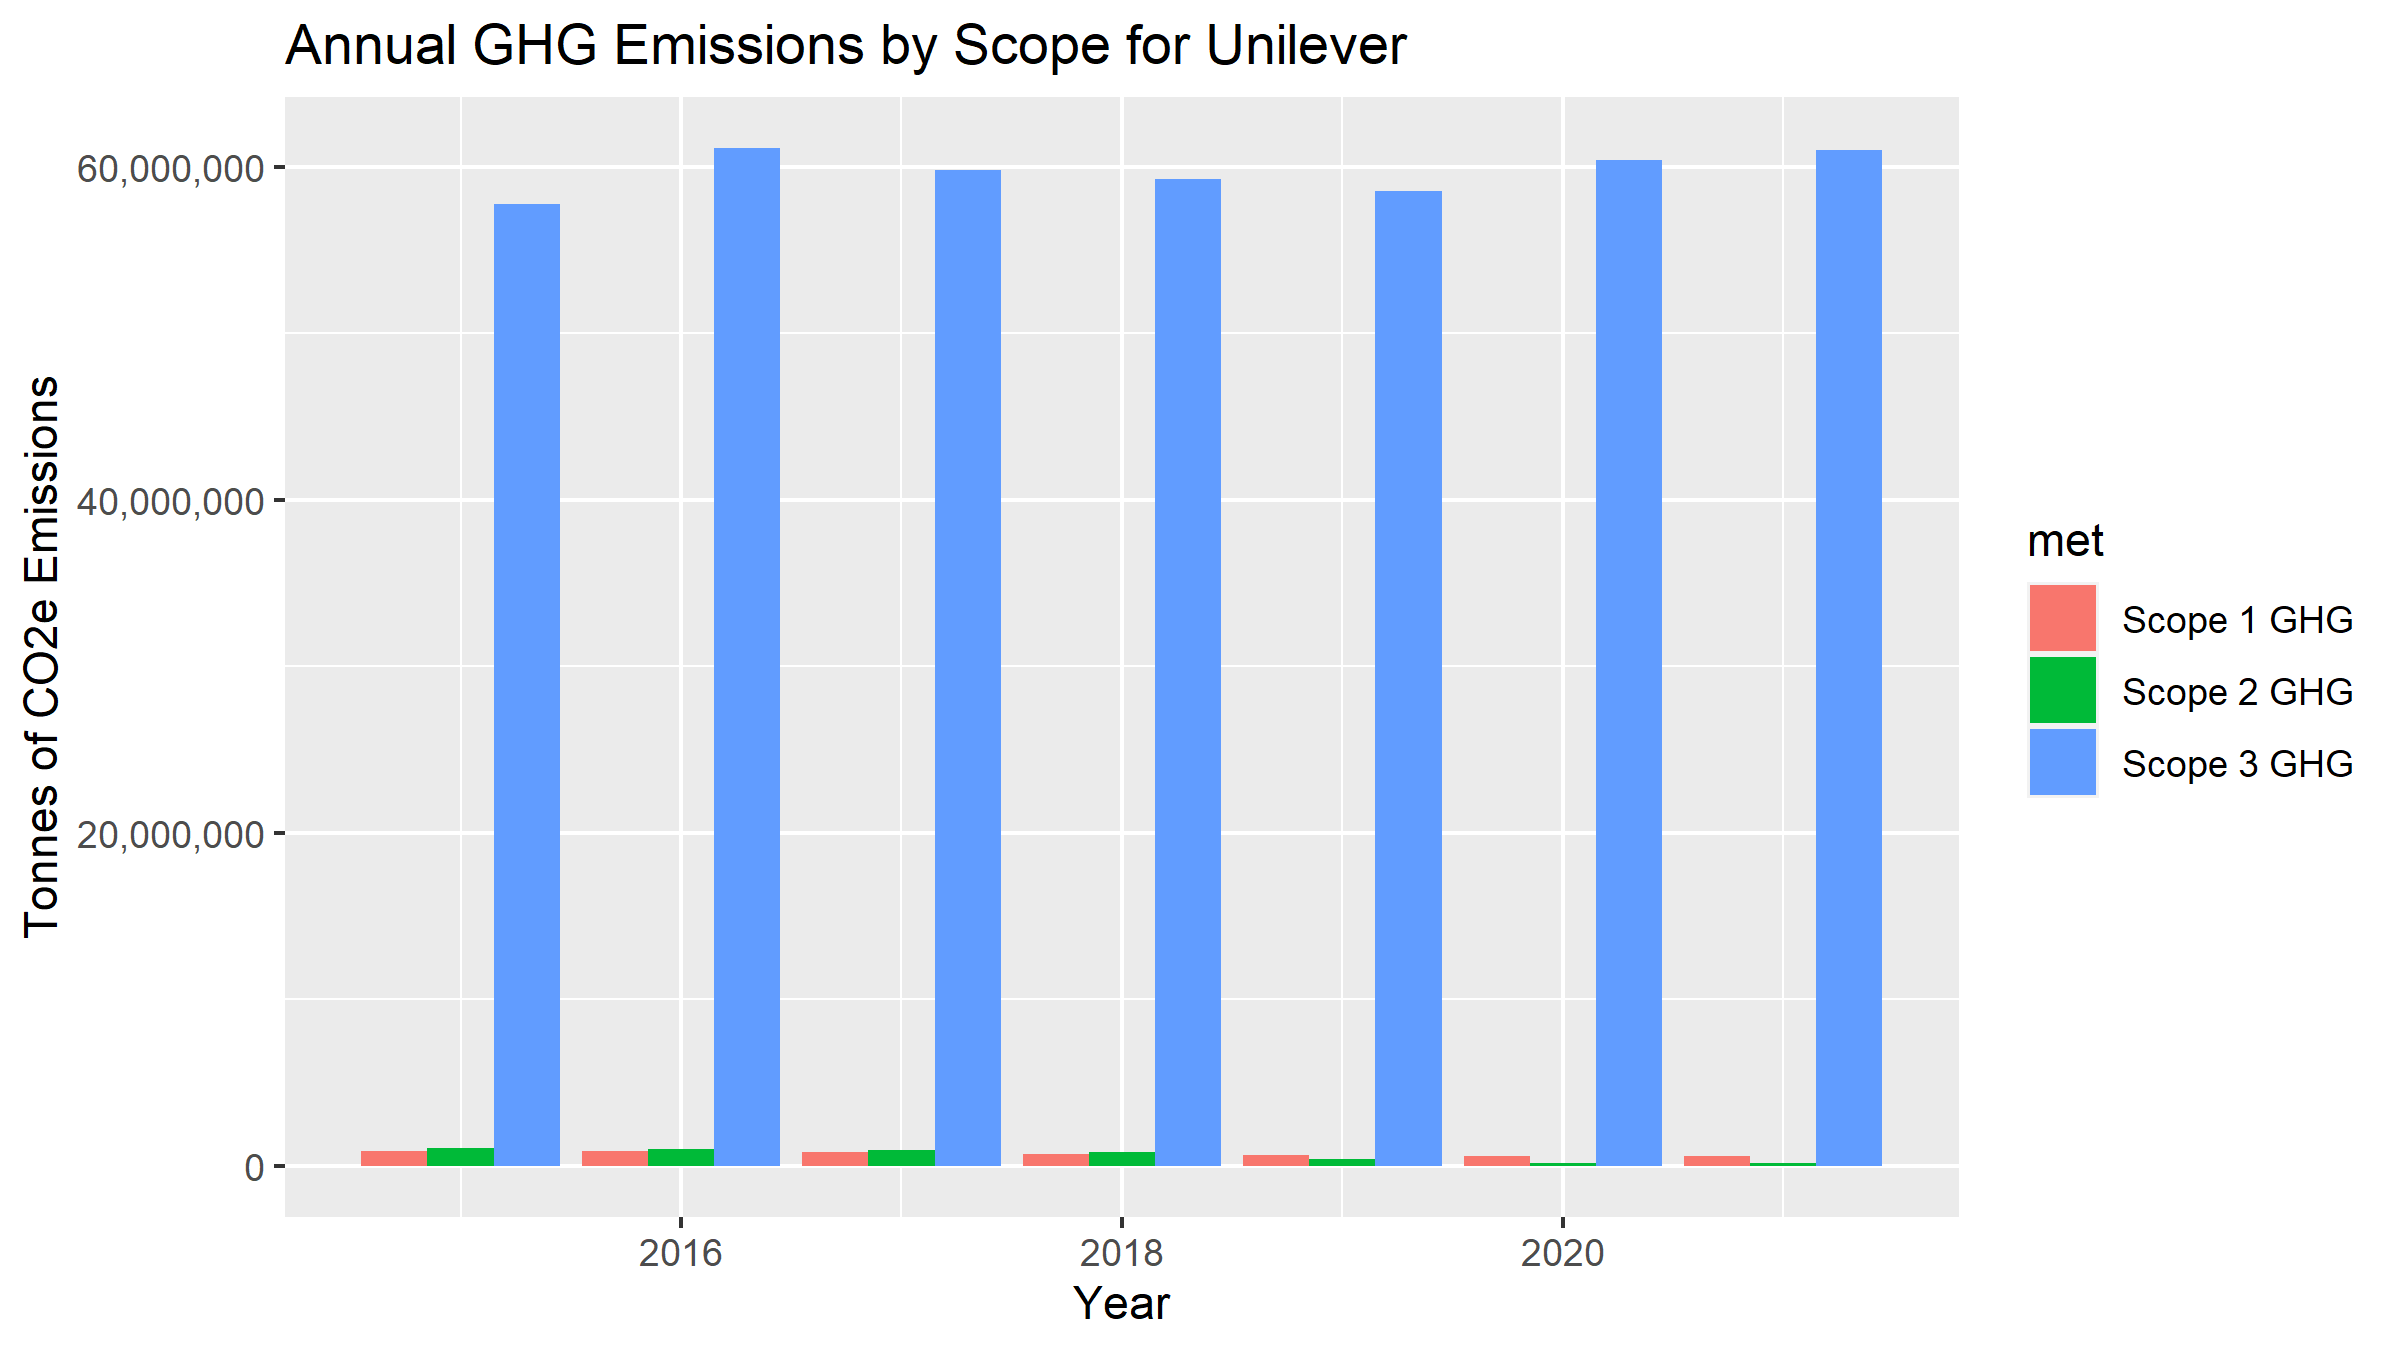 Annual GHG Emissions by Scope for Unilever
Tonnes of CO2e Emissions
60,000,000
40,000,000
20,000,000
0
2016
2018
2020
Year
met
Scope 1 GHG
Scope 2 GHG
Scope 3 GHG